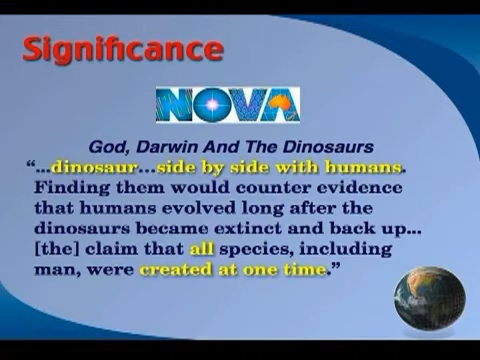 Significance
NOVA
God, Darwin And The Dinosaurs
“...dinosaur...side by side with humans.
Finding them would counter evidence
that humans evolved long after the
dinosaurs became extinct and back up...
[the] claim that all species, including
man, were created at one time.”